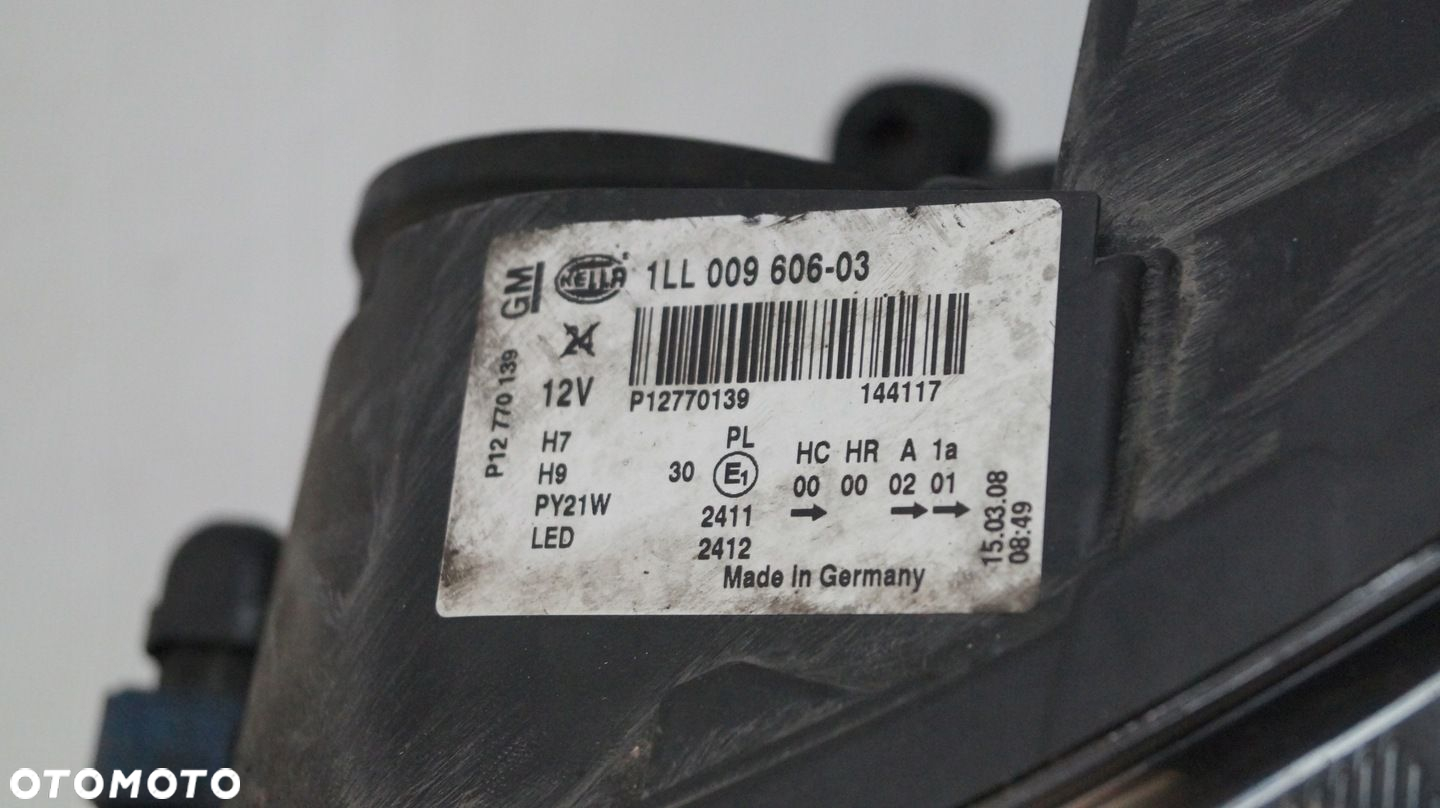 GM
HELLA
1LL 009 606-03
24
12V
P12 770 139
P12770139
144117
H7
H9
PY21W
LED
PL
30
E1
2411
2412
HC HR A 1a
00 00 02 01
15.03.08
08:49
Made in Germany
OTOMOTO